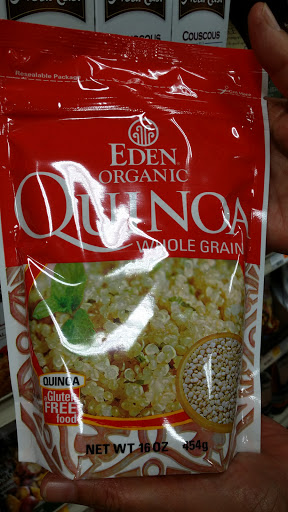 COUSCOUS
COUSCOUS
Resealable Package
EDEN
ORGANIC
QUINOA
WHOLE GRAIN
QUINOA
a Gluten
FREE
food
NET WT 16 OZ 454g